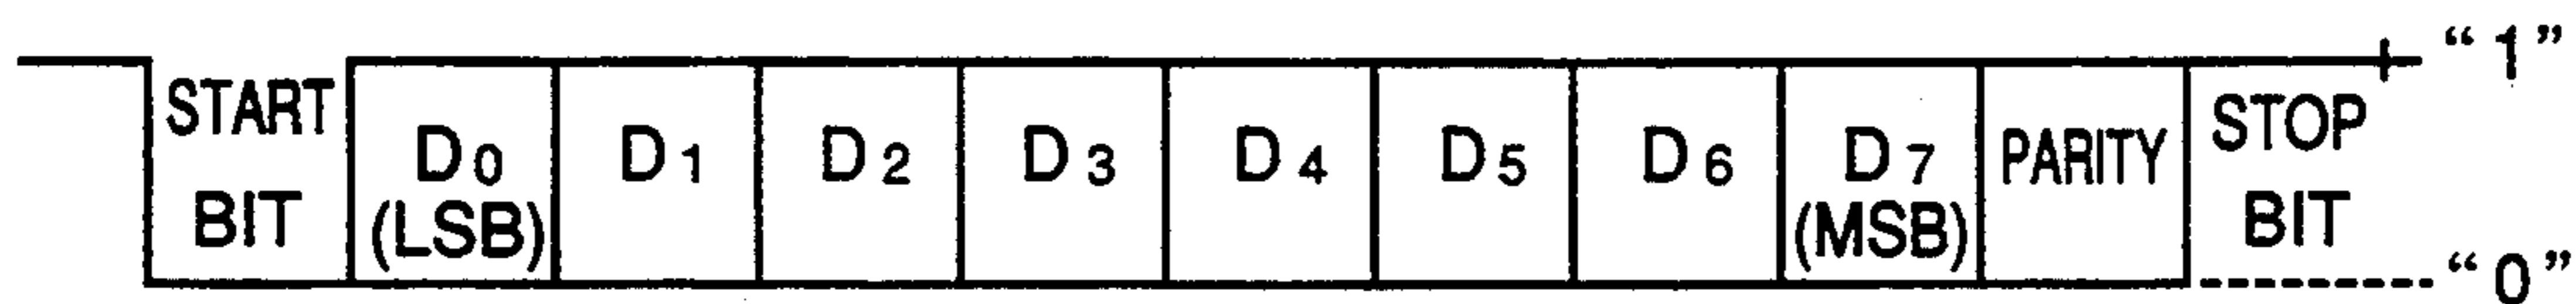 START
BIT
D0
(LSB)
D1
D2
D3
D4
D5
D6
D7
(MSB)
PARITY
STOP
BIT
“1”
“0”